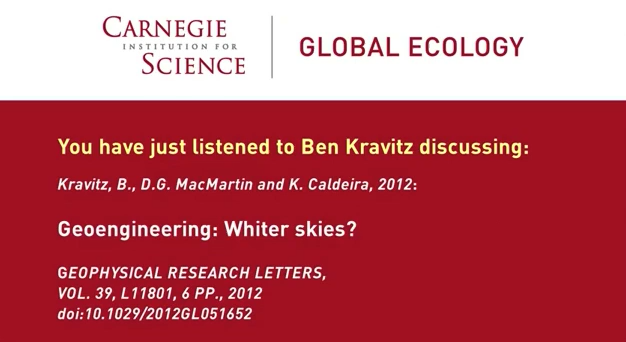 CARNEGIE
INSTITUTION FOR
SCIENCE
GLOBAL ECOLOGY
You have just listened to Ben Kravitz discussing:
Kravitz, B., D.G. MacMartin and K. Caldeira, 2012:
Geoengineering: Whiter skies?
GEOPHYSICAL RESEARCH LETTERS,
VOL. 39, L11801, 6 PP., 2012
doi:10.1029/2012GL051652